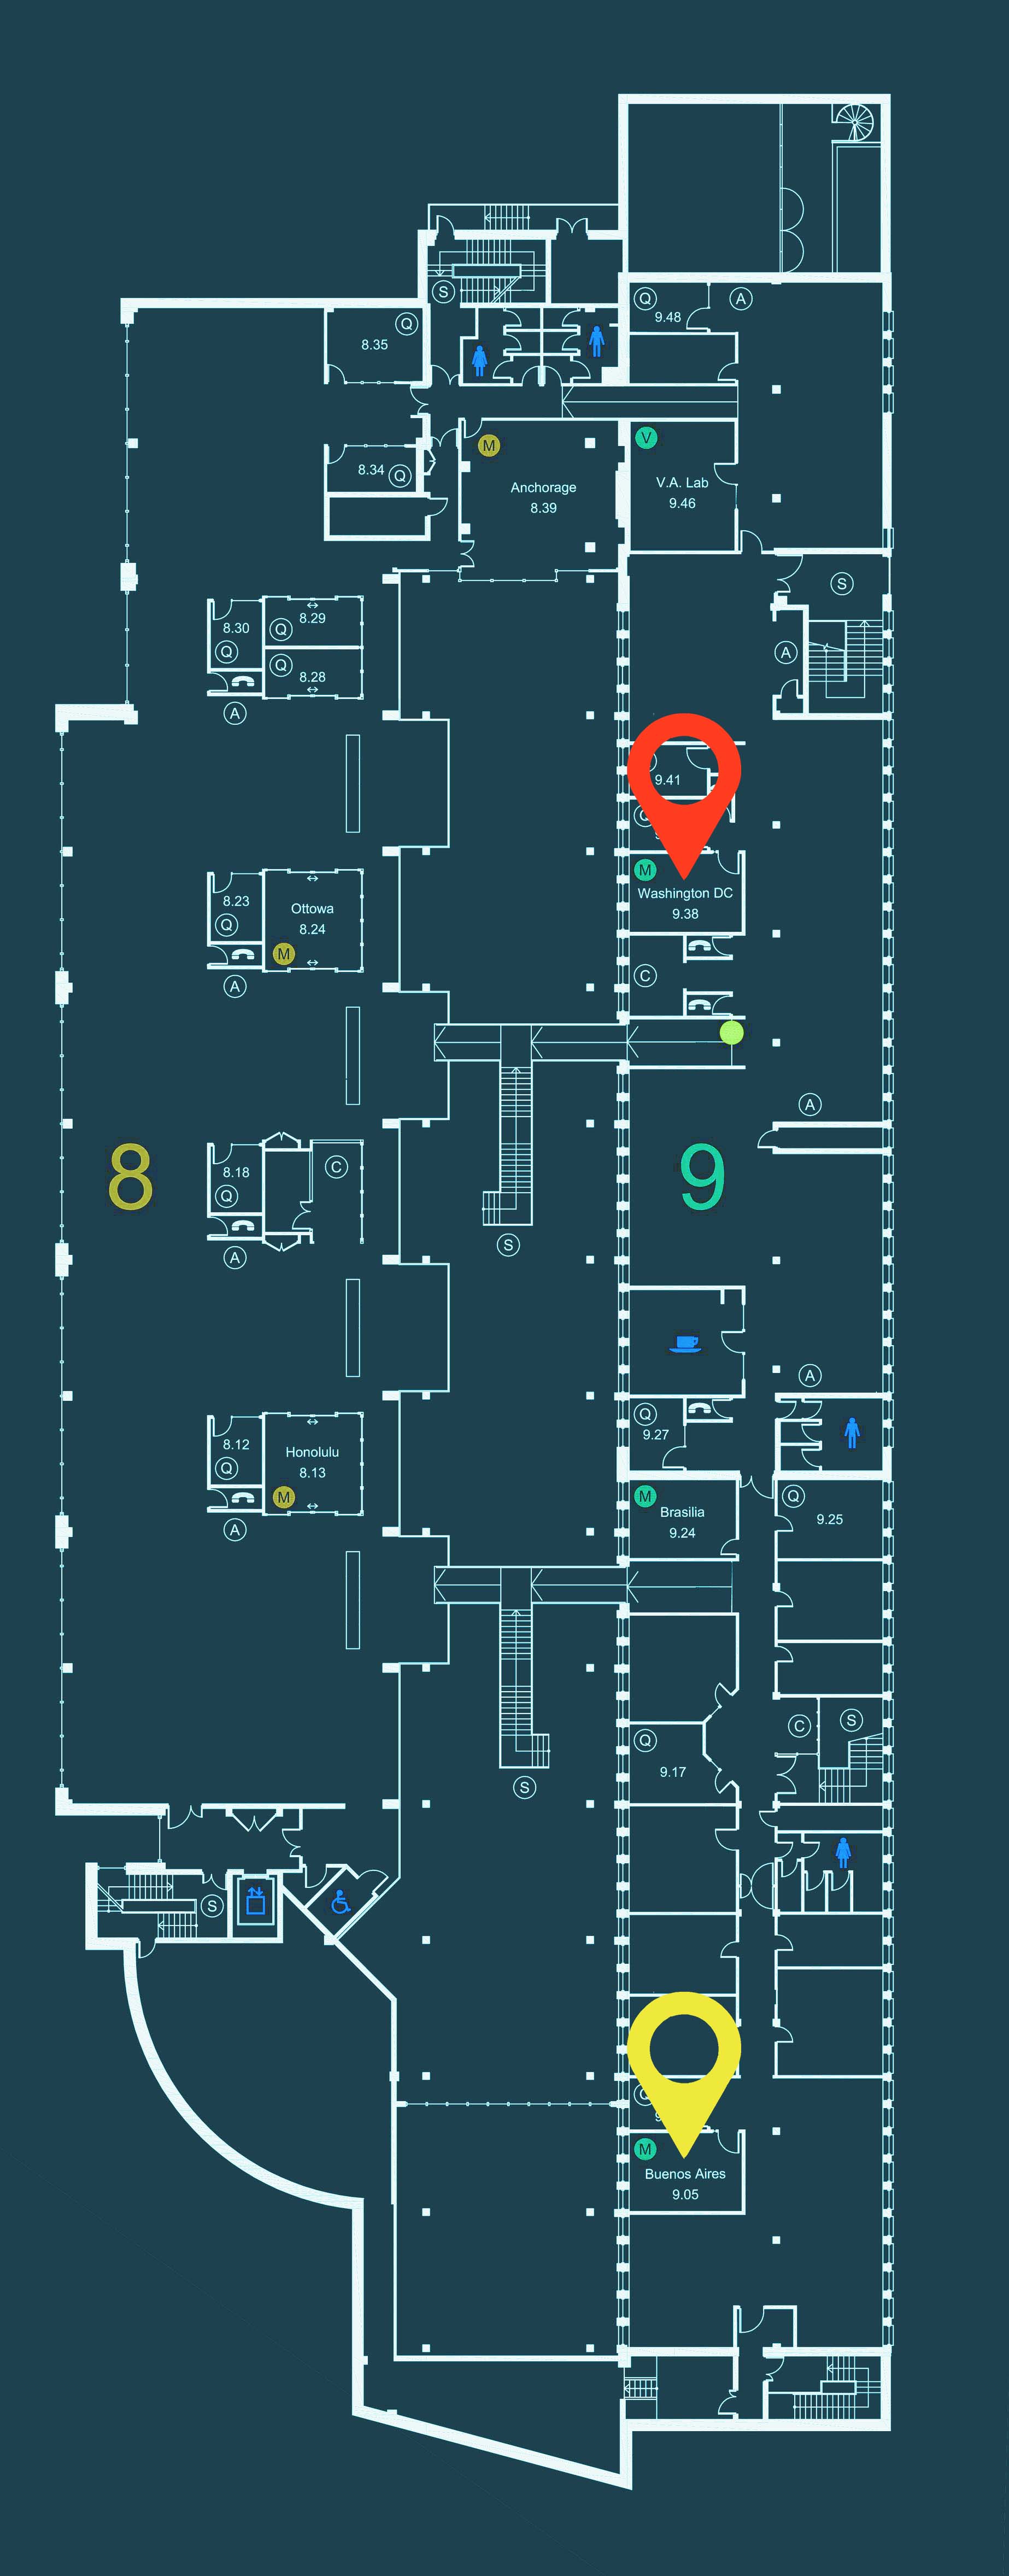 S
Q
9.48
A
Q
8.35
M
V
8.34
Q
Anchorage
8.39
V.A. Lab
9.46
S
8.30
Q
8.29
Q
Q
8.28
A
A
9.41
Q
M
Washington DC
9.38
8.23
Q
Ottowa
8.24
M
A
C
A
8
8.18
Q
C
A
9
S
A
8.12
Q
Honolulu
8.13
M
A
Q
9.27
M
Brasilia
9.24
Q
9.25
Q
9.17
C
S
S
S
Q
M
Buenos Aires
9.05